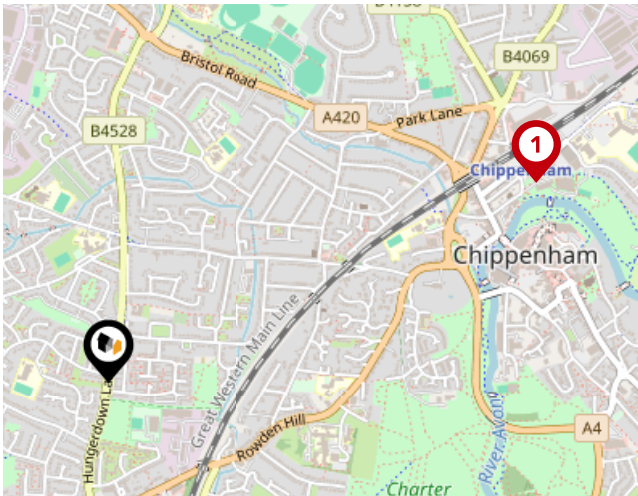 B4069
Bristol Road
A420
Park Lane
B4528
1
Chippenham
Chippenham
Great Western Main Line
Hungerdown La
Rowden Hill
River Avon
A4
Charter